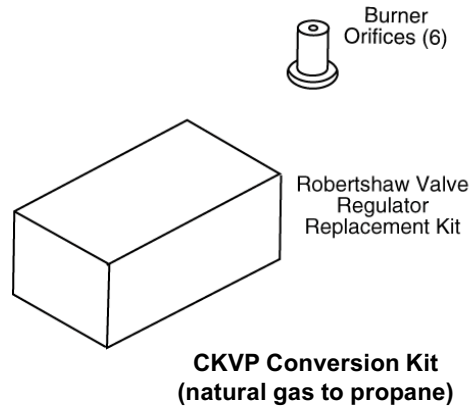 Burner
Orifices (6)
Robertshaw Valve
Regulator
Replacement Kit
CKVP Conversion Kit
(natural gas to propane)